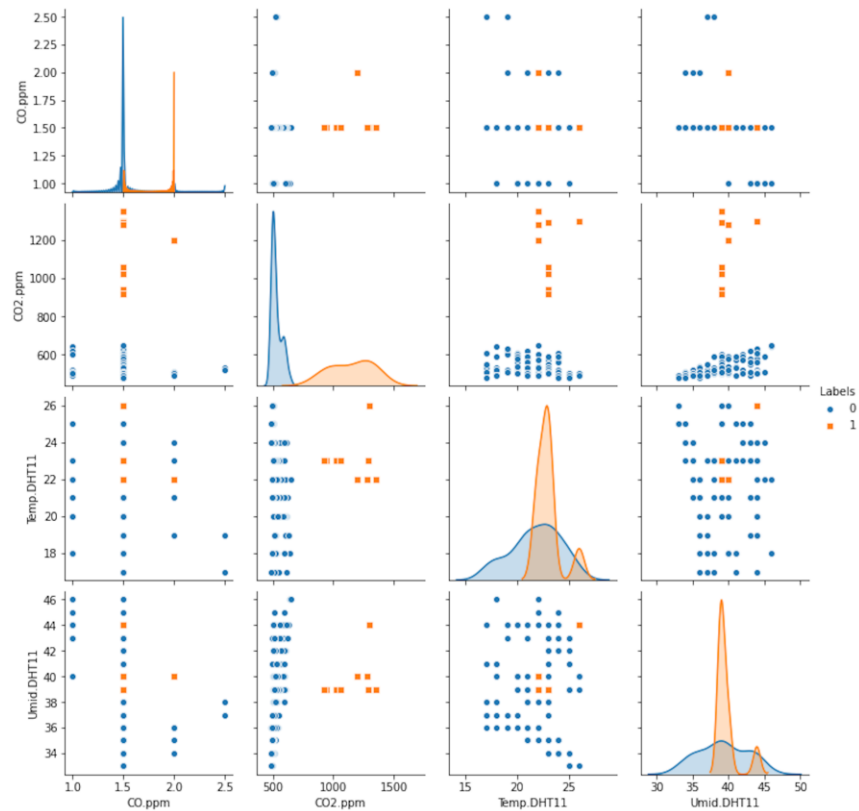 2.50
2.25
2.00
1.75
1.50
1.25
1.00
CO.ppm
1200
1000
800
600
CO2.ppm
Labels
0
1
26
24
22
20
18
Temp.DHT11
46
44
42
40
38
36
34
Umid.DHT11
1.0 1.5 2.0 2.5
CO.ppm
500 1000 1500
CO2.ppm
15 20 25
Temp.DHT11
30 35 40 45 50
Umid.DHT11